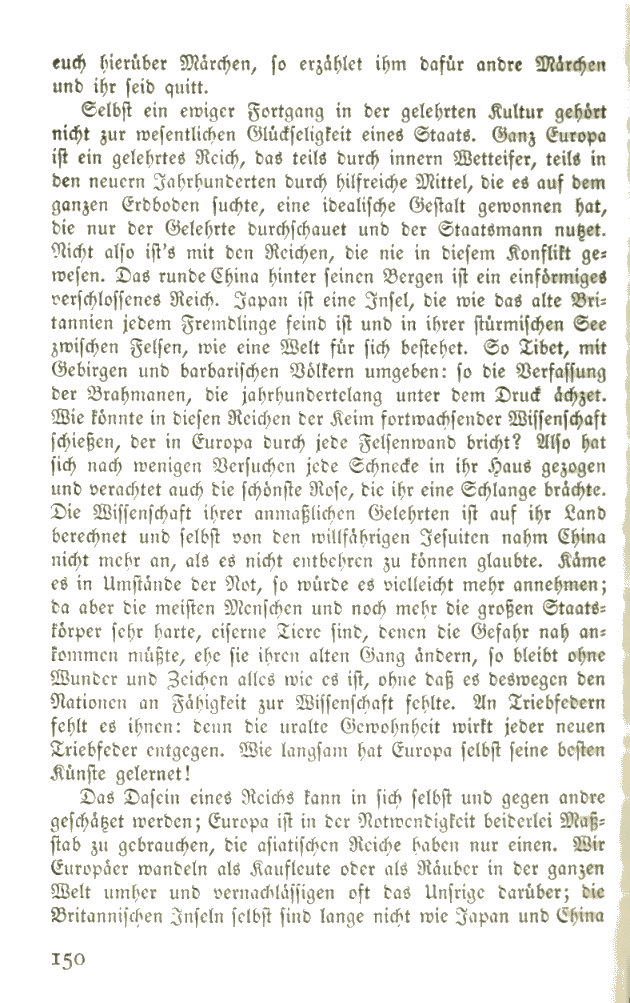 euch hierüber Märchen, so erzählet ihm dafür andre Märchen
und ihr seid quitt.
Selbst ein ewiger Fortgang in der gelehrten Kultur gehört
nicht zur wesentlichen Glückseligkeit eines Staats. Ganz Europa
ist ein gelehrtes Reich, das teils durch innern Wetteifer, teils in
den neuern Jahrhunderten durch hilfreiche Mittel, die es auf dem
ganzen Erdboden suchte, eine idealische Gestalt gewonnen hat,
die nur der Gelehrte durchschauet und der Staatsmann nutzet.
Nicht also ist's mit den Reichen, die nie in diesem Konflikt ge-
wesen. Das runde China hinter seinen Bergen ist ein einförmiges
verschlossenes Reich. Japan ist eine Insel, die wie das alte Bri-
tannien jedem Fremdlinge feind ist und in ihrer stürmischen See
zwischen Felsen, wie eine Welt für sich bestehet. So Tibet, mit
Gebirgen und barbarischen Völkern umgeben: so die Verfassung
der Brahmanen, die jahrhundertelang unter dem Druck ächzet.
Wie könnte in diesen Reichen der Keim fortwachsender Wissenschaft
schießen, der in Europa durch jede Felsenwand bricht? Also hat
sich nach wenigen Versuchen jede Schnecke in ihr Haus gezogen
und verachtet auch die schönste Rose, die ihr eine Schlange brächte.
Die Wissenschaft ihrer anmaßlichen Gelehrten ist auf ihr Land
berechnet und selbst von den willfährigen Jesuiten nahm China
nicht mehr an, als es nicht entbehren zu können glaubte. Käme
es in Umstände der Not, so würde es vielleicht mehr annehmen;
da aber die meisten Menschen und noch mehr die großen Staats-
körper sehr harte, eiserne Tiere sind, denen die Gefahr nah an-
kommen müßte, ehe sie ihren alten Gang ändern, so bleibt ohne
Wunder und Zeichen alles wie es ist, ohne daß es deswegen den
Nationen an Fähigkeit zur Wissenschaft fehlte. An Triebfedern
fehlt es ihnen: denn die uralte Gewohnheit wirkt jeder neuen
Triebfeder entgegen. Wie langsam hat Europa selbst seine besten
Künste gelernet!
Das Dasein eines Reichs kann in sich selbst und gegen andre
geschätzet werden; Europa ist in der Notwendigkeit beiderlei Maß-
stab zu gebrauchen, die asiatischen Reiche haben nur einen. Wir
Europäer wandeln als Kaufleute oder als Räuber in der ganzen
Welt umher und vernachlässigen oft das Unsrige darüber; die
Britannischen Inseln selbst sind lange nicht wie Japan und China
150